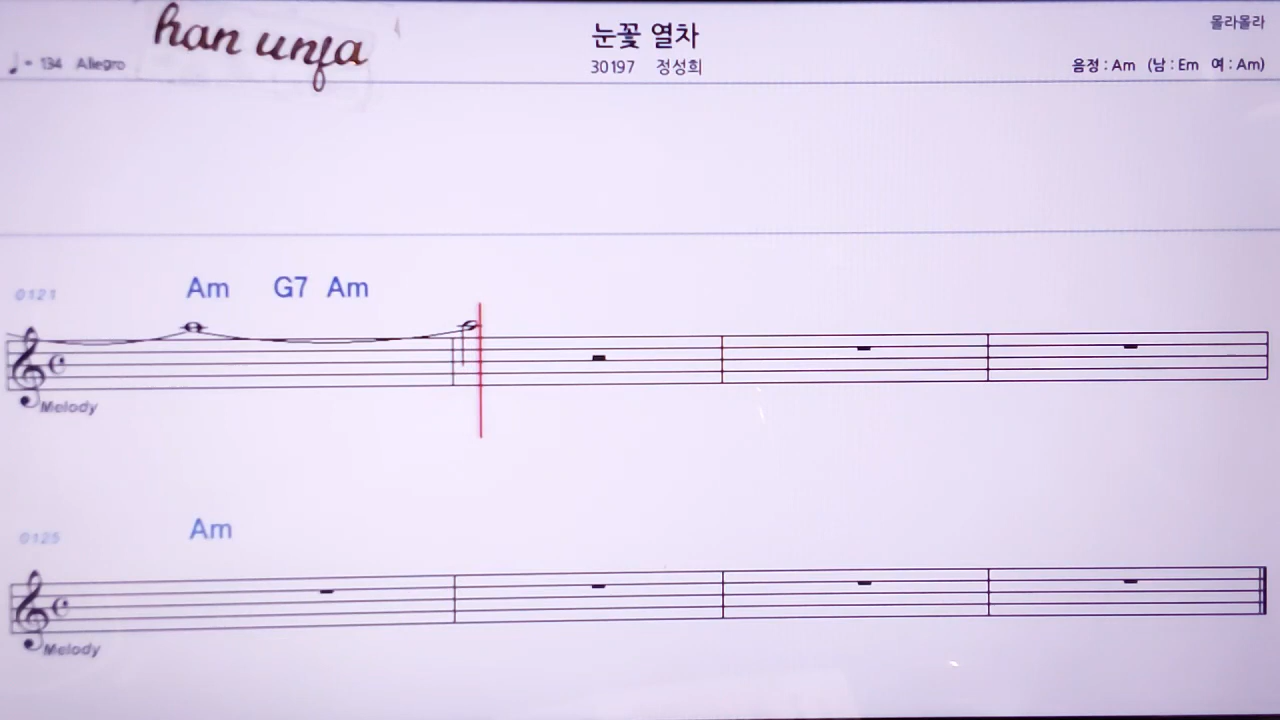 han unfa
눈꽃 열차
올라올라
♩ = 134 Allegro
30197 정성희
음정 : Am (남 : Em 여 : Am)
0121 Am G7 Am
Melody
0125 Am
Melody